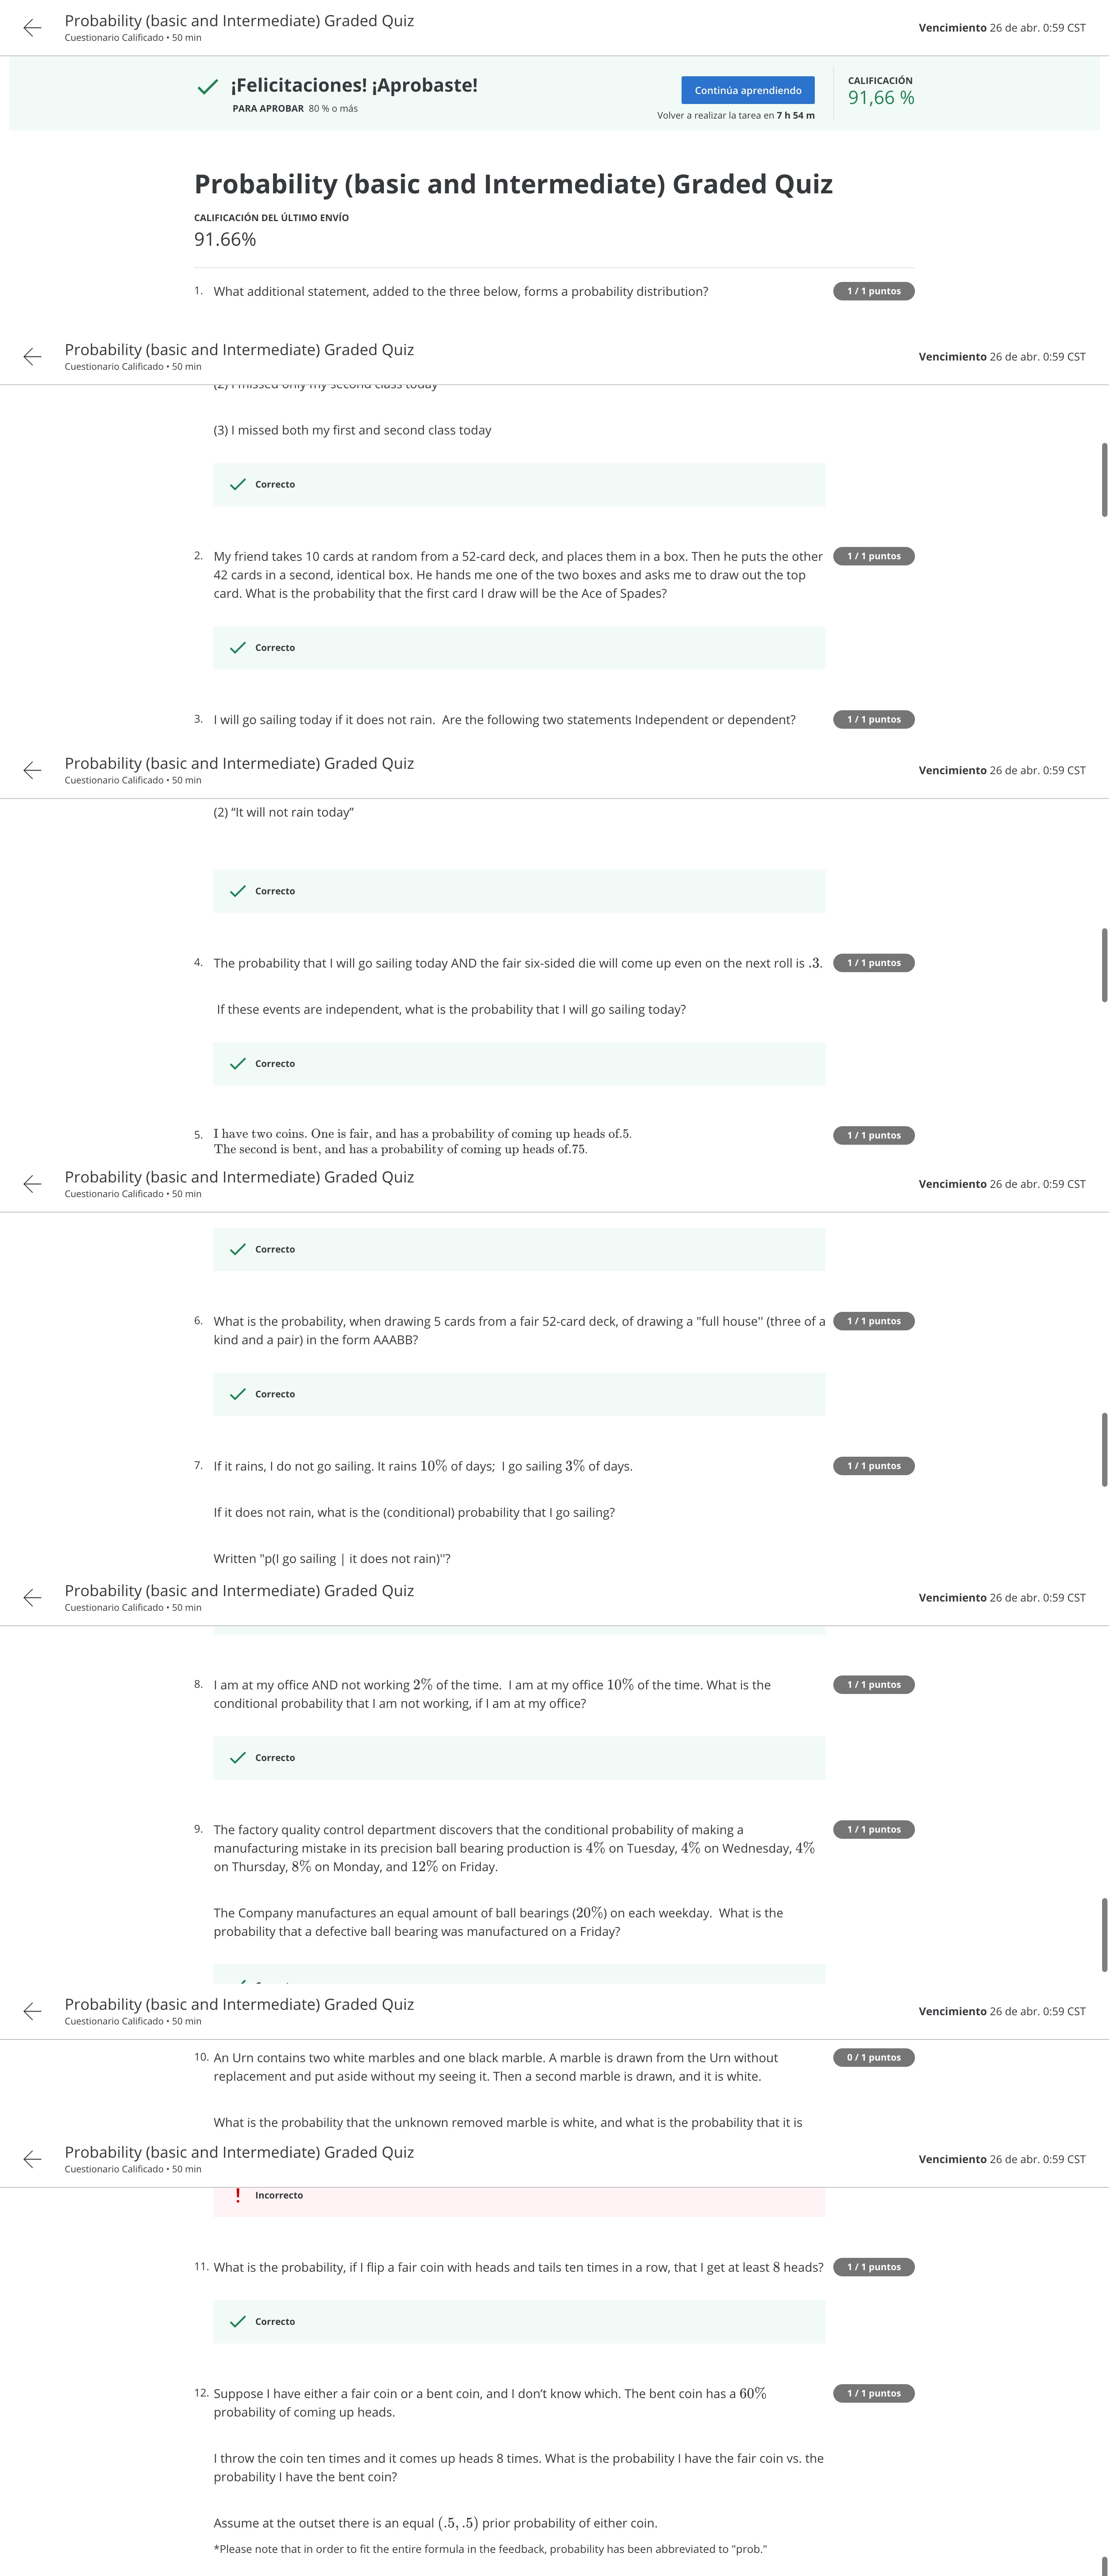 Probability (basic and Intermediate) Graded Quiz
Cuestionario Calificado • 50 min
Vencimiento 26 de abr. 0:59 CST
¡Felicitaciones! ¡Aprobaste!
PARA APROBAR 80 % o más
Continúa aprendiendo
Volver a realizar la tarea en 7 h 54 m
CALIFICACIÓN
91,66 %
Probability (basic and Intermediate) Graded Quiz
CALIFICACIÓN DEL ÚLTIMO ENVÍO
91.66%
1. What additional statement, added to the three below, forms a probability distribution?
1 / 1 puntos
Probability (basic and Intermediate) Graded Quiz
Cuestionario Calificado • 50 min
Vencimiento 26 de abr. 0:59 CST
(2) I missed only my second class today
(3) I missed both my first and second class today
Correcto
2. My friend takes 10 cards at random from a 52-card deck, and places them in a box. Then he puts the other
1 / 1 puntos
42 cards in a second, identical box. He hands me one of the two boxes and asks me to draw out the top
card. What is the probability that the first card I draw will be the Ace of Spades?
Correcto
3. I will go sailing today if it does not rain. Are the following two statements Independent or dependent?
1 / 1 puntos
Probability (basic and Intermediate) Graded Quiz
Cuestionario Calificado • 50 min
Vencimiento 26 de abr. 0:59 CST
(2) “It will not rain today”
Correcto
4. The probability that I will go sailing today AND the fair six-sided die will come up even on the next roll is .3.
1 / 1 puntos
If these events are independent, what is the probability that I will go sailing today?
Correcto
5. I have two coins. One is fair, and has a probability of coming up heads of.5.
1 / 1 puntos
The second is bent, and has a probability of coming up heads of.75.
Probability (basic and Intermediate) Graded Quiz
Cuestionario Calificado • 50 min
Vencimiento 26 de abr. 0:59 CST
Correcto
6. What is the probability, when drawing 5 cards from a fair 52-card deck, of drawing a "full house" (three of a
1 / 1 puntos
kind and a pair) in the form AAABB?
Correcto
7. If it rains, I do not go sailing. It rains 10% of days; I go sailing 3% of days.
1 / 1 puntos
If it does not rain, what is the (conditional) probability that I go sailing?
Written "p(I go sailing | it does not rain)"?
Probability (basic and Intermediate) Graded Quiz
Cuestionario Calificado • 50 min
Vencimiento 26 de abr. 0:59 CST
8. I am at my office AND not working 2% of the time. I am at my office 10% of the time. What is the
1 / 1 puntos
conditional probability that I am not working, if I am at my office?
Correcto
9. The factory quality control department discovers that the conditional probability of making a
1 / 1 puntos
manufacturing mistake in its precision ball bearing production is 4% on Tuesday, 4% on Wednesday, 4%
on Thursday, 8% on Monday, and 12% on Friday.
The Company manufactures an equal amount of ball bearings (20%) on each weekday. What is the
probability that a defective ball bearing was manufactured on a Friday?
Probability (basic and Intermediate) Graded Quiz
Cuestionario Calificado • 50 min
Vencimiento 26 de abr. 0:59 CST
10. An Urn contains two white marbles and one black marble. A marble is drawn from the Urn without
0 / 1 puntos
replacement and put aside without my seeing it. Then a second marble is drawn, and it is white.
What is the probability that the unknown removed marble is white, and what is the probability that it is
Probability (basic and Intermediate) Graded Quiz
Cuestionario Calificado • 50 min
Vencimiento 26 de abr. 0:59 CST
Incorrecto
11. What is the probability, if I flip a fair coin with heads and tails ten times in a row, that I get at least 8 heads?
1 / 1 puntos
Correcto
12. Suppose I have either a fair coin or a bent coin, and I don’t know which. The bent coin has a 60%
1 / 1 puntos
probability of coming up heads.
I throw the coin ten times and it comes up heads 8 times. What is the probability I have the fair coin vs. the
probability I have the bent coin?
Assume at the outset there is an equal (.5, .5) prior probability of either coin.
*Please note that in order to fit the entire formula in the feedback, probability has been abbreviated to "prob."